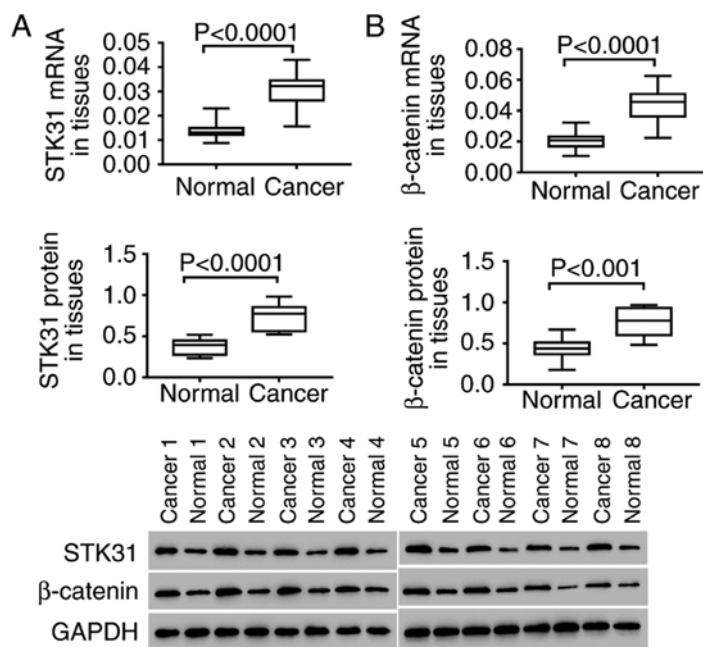 A
STK31 mRNA
in tissues
0.05
0.04
0.03
0.02
0.01
0.00
P<0.0001
Normal Cancer
B
β-catenin mRNA
in tissues
0.08
0.06
0.04
0.02
0.00
P<0.0001
Normal Cancer
STK31 protein
in tissues
1.5
1.0
0.5
0.0
P<0.0001
Normal Cancer
β-catenin protein
in tissues
1.5
1.0
0.5
0.0
P<0.001
Normal Cancer
Cancer 1
Normal 1
Cancer 2
Normal 2
Cancer 3
Normal 3
Cancer 4
Normal 4
Cancer 5
Normal 5
Cancer 6
Normal 6
Cancer 7
Normal 7
Cancer 8
Normal 8
STK31
β-catenin
GAPDH